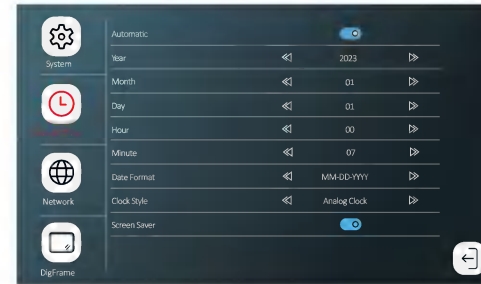 System
Network
DigFrame
Automatic
Year 2023
Month 01
Day 01
Hour 00
Minute 07
Date Format MM-DD-YYYY
Clock Style Analog Clock
Screen Saver